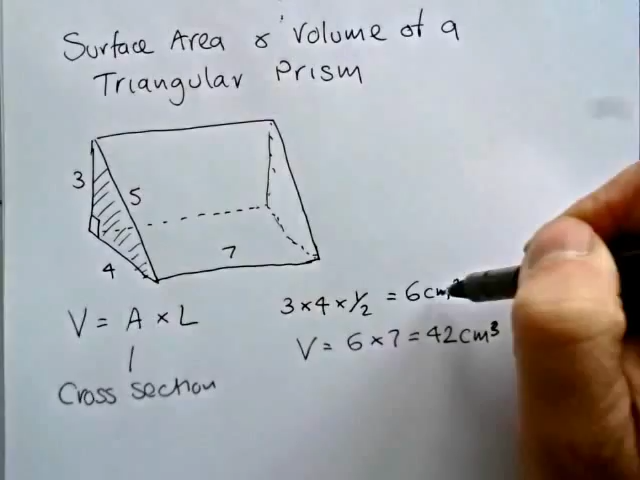 Surface Area & Volume of a
Triangular Prism
3
5
4
7
V = A × L
Cross section
3 × 4 × 1/2 = 6cm²
V = 6 × 7 = 42cm³